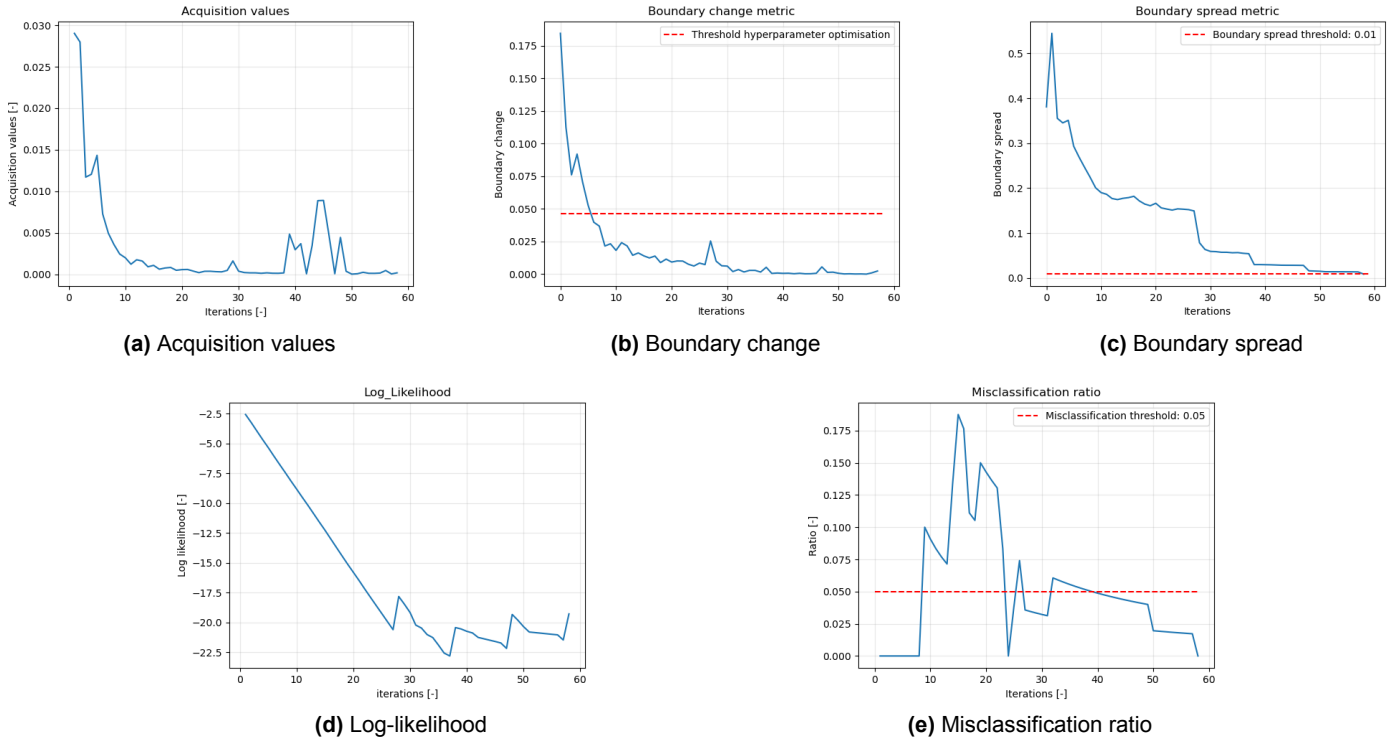 Acquisition values
0.030
0.025
0.020
0.015
0.010
0.005
0.000
Acquisition values [-]
0 10 20 30 40 50 60
Iterations [-]
(a) Acquisition values
Boundary change metric
Threshold hyperparameter optimisation
0.175
0.150
0.125
0.100
0.075
0.050
0.025
0.000
Boundary change
0 10 20 30 40 50 60
Iterations
(b) Boundary change
Boundary spread metric
Boundary spread threshold: 0.01
0.5
0.4
0.3
0.2
0.1
0.0
Boundary spread
0 10 20 30 40 50 60
Iterations
(c) Boundary spread
Log_Likelihood
−2.5
−5.0
−7.5
−10.0
−12.5
−15.0
−17.5
−20.0
−22.5
Log likelihood [-]
0 10 20 30 40 50 60
iterations [-]
(d) Log-likelihood
Misclassification ratio
Misclassification threshold: 0.05
0.175
0.150
0.125
0.100
0.075
0.050
0.025
0.000
Ratio [-]
0 10 20 30 40 50 60
Iterations [-]
(e) Misclassification ratio